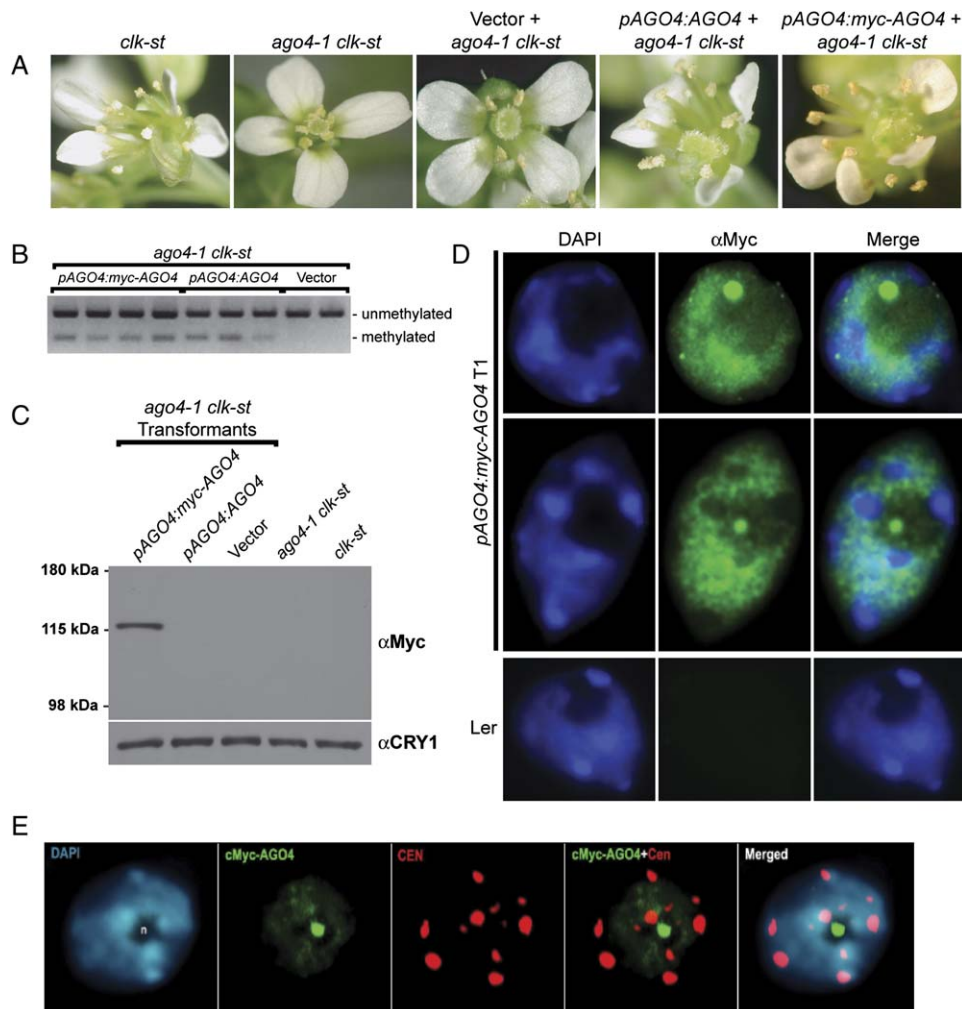 A
clk-st
ago4-1 clk-st
Vector +
ago4-1 clk-st
pAGO4:AGO4 +
ago4-1 clk-st
pAGO4:myc-AGO4 +
ago4-1 clk-st
B
ago4-1 clk-st
pAGO4:myc-AGO4
pAGO4:AGO4
Vector
- unmethylated
- methylated
C
ago4-1 clk-st
Transformants
pAGO4:myc-AGO4
pAGO4:AGO4
Vector
ago4-1 clk-st
clk-st
180 kDa -
115 kDa -
98 kDa -
αMyc
αCRY1
D
DAPI
αMyc
Merge
pAGO4:myc-AGO4 T1
Ler
E
DAPI
n
cMyc-AGO4
CEN
cMyc-AGO4+Cen
Merged